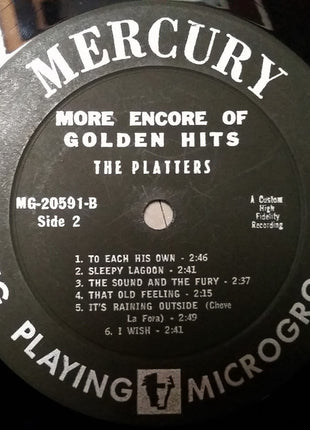 MERCURY
MORE ENCORE OF
GOLDEN HITS
THE PLATTERS
MG-20591-B
Side 2
A Custom
High
Fidelity
Recording
1. TO EACH HIS OWN - 2:46
2. SLEEPY LAGOON - 2:41
3. THE SOUND AND THE FURY - 2:37
4. THAT OLD FEELING - 2:15
5. IT'S RAINING OUTSIDE (Chove
La Fora) - 2:49
6. I WISH - 2:41
PLAYING